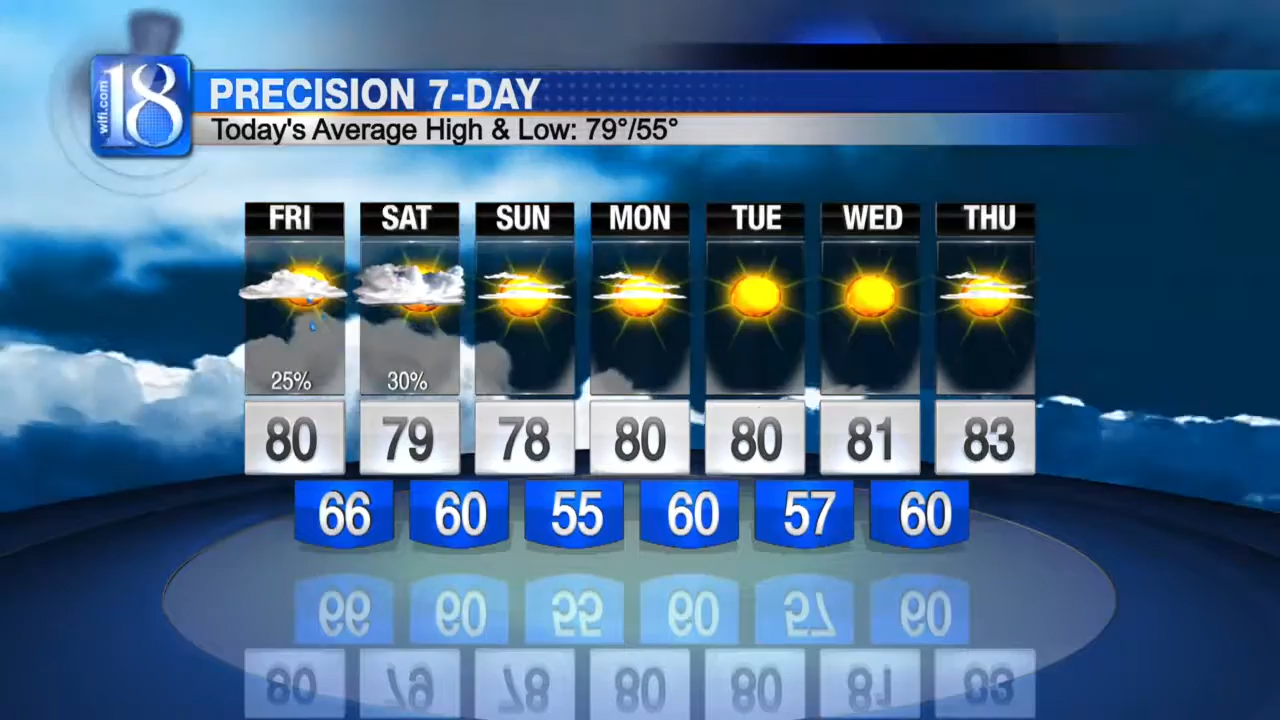 wlfi.com
18
PRECISION 7-DAY
Today's Average High & Low: 79°/55°
FRI SAT SUN MON TUE WED THU
25% 30%
80 79 78 80 80 81 83
66 60 55 60 57 60